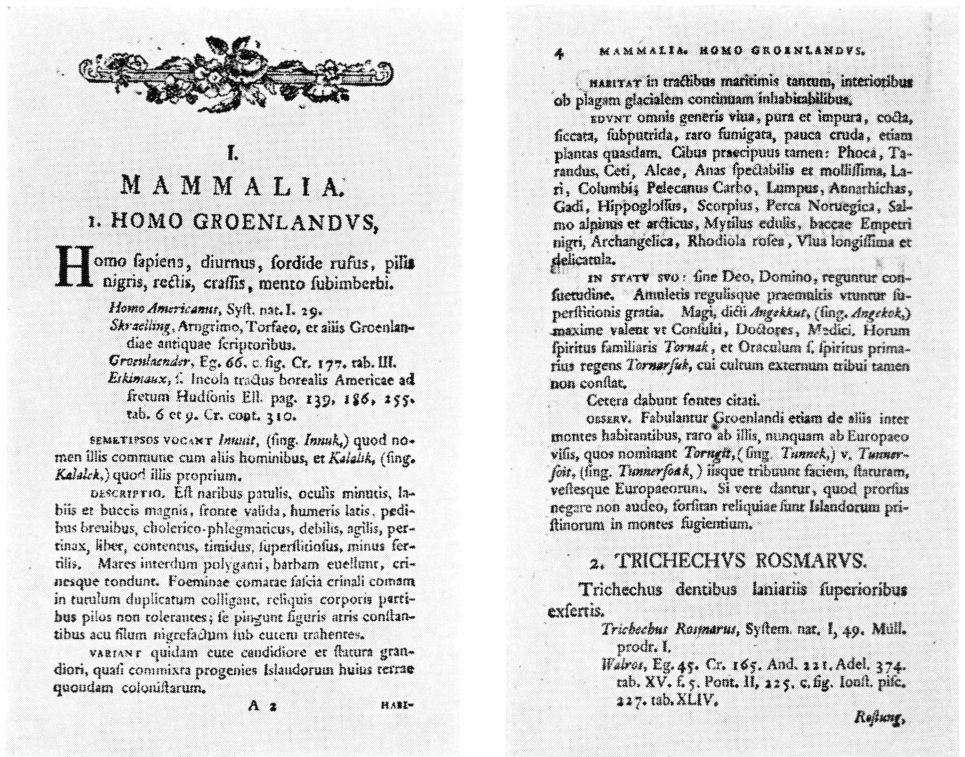 I.
MAMMALIA.
1. HOMO GROENLANDVS,
Homo ſapiens, diurnus, ſordide rufus, pilis
nigris, rectis, craſſis, mento ſubimberbi.
Homo Americanus, Syſt. nat. I. 29.
Skraelling, Arngrimo, Torfaeo, et aliis Groenlan-
diae antiquae ſcriptoribus.
Groenlaender, Eg. 66. c. fig. Cr. 177. tab. III.
Eskimaux, ſ. Incola tractus borealis Americae ad
fretum Hudſonis Ell. pag. 139, 186, 255.
tab. 6 et 9. Cr. cont. 310.
SEMETIPSOS VOCANT Innuit, (ſing. Innuk,) quod no-
men illis commune cum aliis hominibus, et Kalalik, (ſing.
Kalalek,) quod illis proprium.
DESCRIPTIO. Eſt naribus patulis, oculis minutis, la-
biis et buccis magnis, fronte valida, humeris latis, pedi-
bus brevibus, cholerico-phlegmaticus, debilis, agilis, per-
tinax, liber, contentus, timidus, ſuperſtitioſus, minus fer-
tilis. Mares interdum polygami, barbam evellunt, cri-
nesque tondunt. Foeminae comatae faſcia crinali comam
in tutulum duplicatum colligant, reliquis corporis parti-
bus pilos non tolerantes; ſe pingunt figuris atris conſtan-
tibus acu filum nigrefactum ſub cutem trahentes.
VARIANT quidam cute candidiore et ſtatura gran-
diori, quaſi commixta progenies Islandorum huius terrae
quondam coloniſtarum.
A 2 HABI-
4 MAMMALIA. HOMO GROENLANDVS.
HABITAT in tractibus maritimis tantum, interioribus
ob plagam glacialem continuam inhabitabilibus.
EDVNT omnis generis viva, pura et impura, cocta,
ſiccata, ſubputrida, raro fumigata, pauca cruda, etiam
plantas quasdam. Cibus praecipuus tamen: Phoca, Ta-
randus, Ceti, Alcae, Anas ſpectabilis et molliſſima, La-
ri, Columbi; Pelecanus Carbo, Lumpus, Annarhichas,
Gadi, Hippogloſſus, Scorpius, Perca Noruegica, Sal-
mo alpinus et arcticus, Mytilus edulis, baccae Empetri
nigri, Archangelica, Rhodiola roſea, Vlua longiſſima et
delicatula.
IN STATV SVO: ſine Deo, Domino, reguntur con-
ſuetudine. Amuletis regulisque praemultis vtuntur ſu-
perſtitionis gratia. Magi, dicti Angekkut, (ſing. Angekok,)
maxime valent vt Conſulti, Doctores, Medici. Horum
ſpiritus familiaris Tornak, et Oraculum ſ. ſpiritus prima-
rius regens Tornarſuk, cui cultum externum tribui tamen
non conſtat.
Cetera dabunt fontes citati.
OBSERV. Fabulantur Groenlandi etiam de aliis inter
montes habitantibus, raro ab illis, nunquam ab Europaeo
viſis, quos nominant Torngit, (ſing. Tunnek,) v. Tunner-
ſoit, (ſing. Tunnerſoak,) iisque tribuunt faciem, ſtaturam,
veſtesque Europaeorum. Si vere dantur, quod prorſus
negare non audeo, forſitan reliquiae ſunt Islandorum pri-
ſtinorum in montes fugientium.
2. TRICHECHVS ROSMARVS.
Trichechus dentibus laniariis ſuperioribus
exſertis.
Trichechus Rosmarus, Syſtem. nat. I, 49. Müll.
prodr. I.
Walros, Eg. 45. Cr. 165. And. 221. Adel. 374.
tab. XV. f. 5. Pont. II, 225. c. fig. Ionſt. piſc.
227. tab. XLIV.
Roſtung,